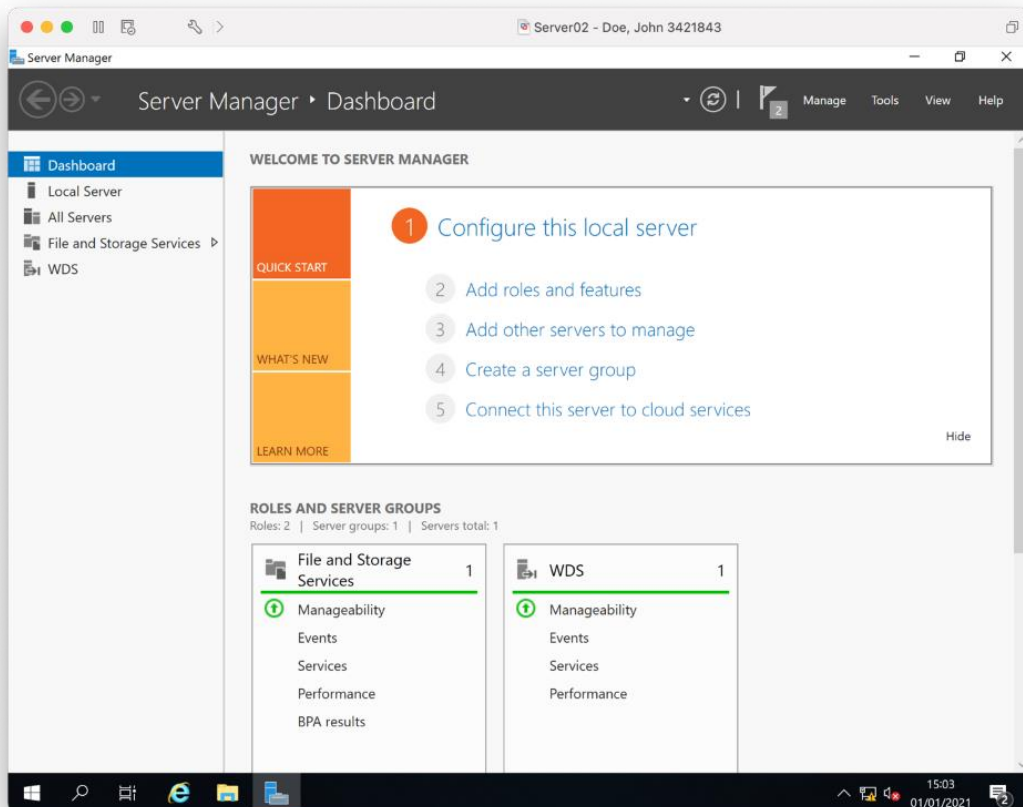 Server02 - Doe, John 3421843
Server Manager
Server Manager ‣ Dashboard
2
Manage
Tools
View
Help
Dashboard
Local Server
All Servers
File and Storage Services
WDS
WELCOME TO SERVER MANAGER
QUICK START
WHAT'S NEW
LEARN MORE
1 Configure this local server
2 Add roles and features
3 Add other servers to manage
4 Create a server group
5 Connect this server to cloud services
Hide
ROLES AND SERVER GROUPS
Roles: 2 | Server groups: 1 | Servers total: 1
File and Storage
Services
1
Manageability
Events
Services
Performance
BPA results
WDS
1
Manageability
Events
Services
Performance
15:03
01/01/2021
2